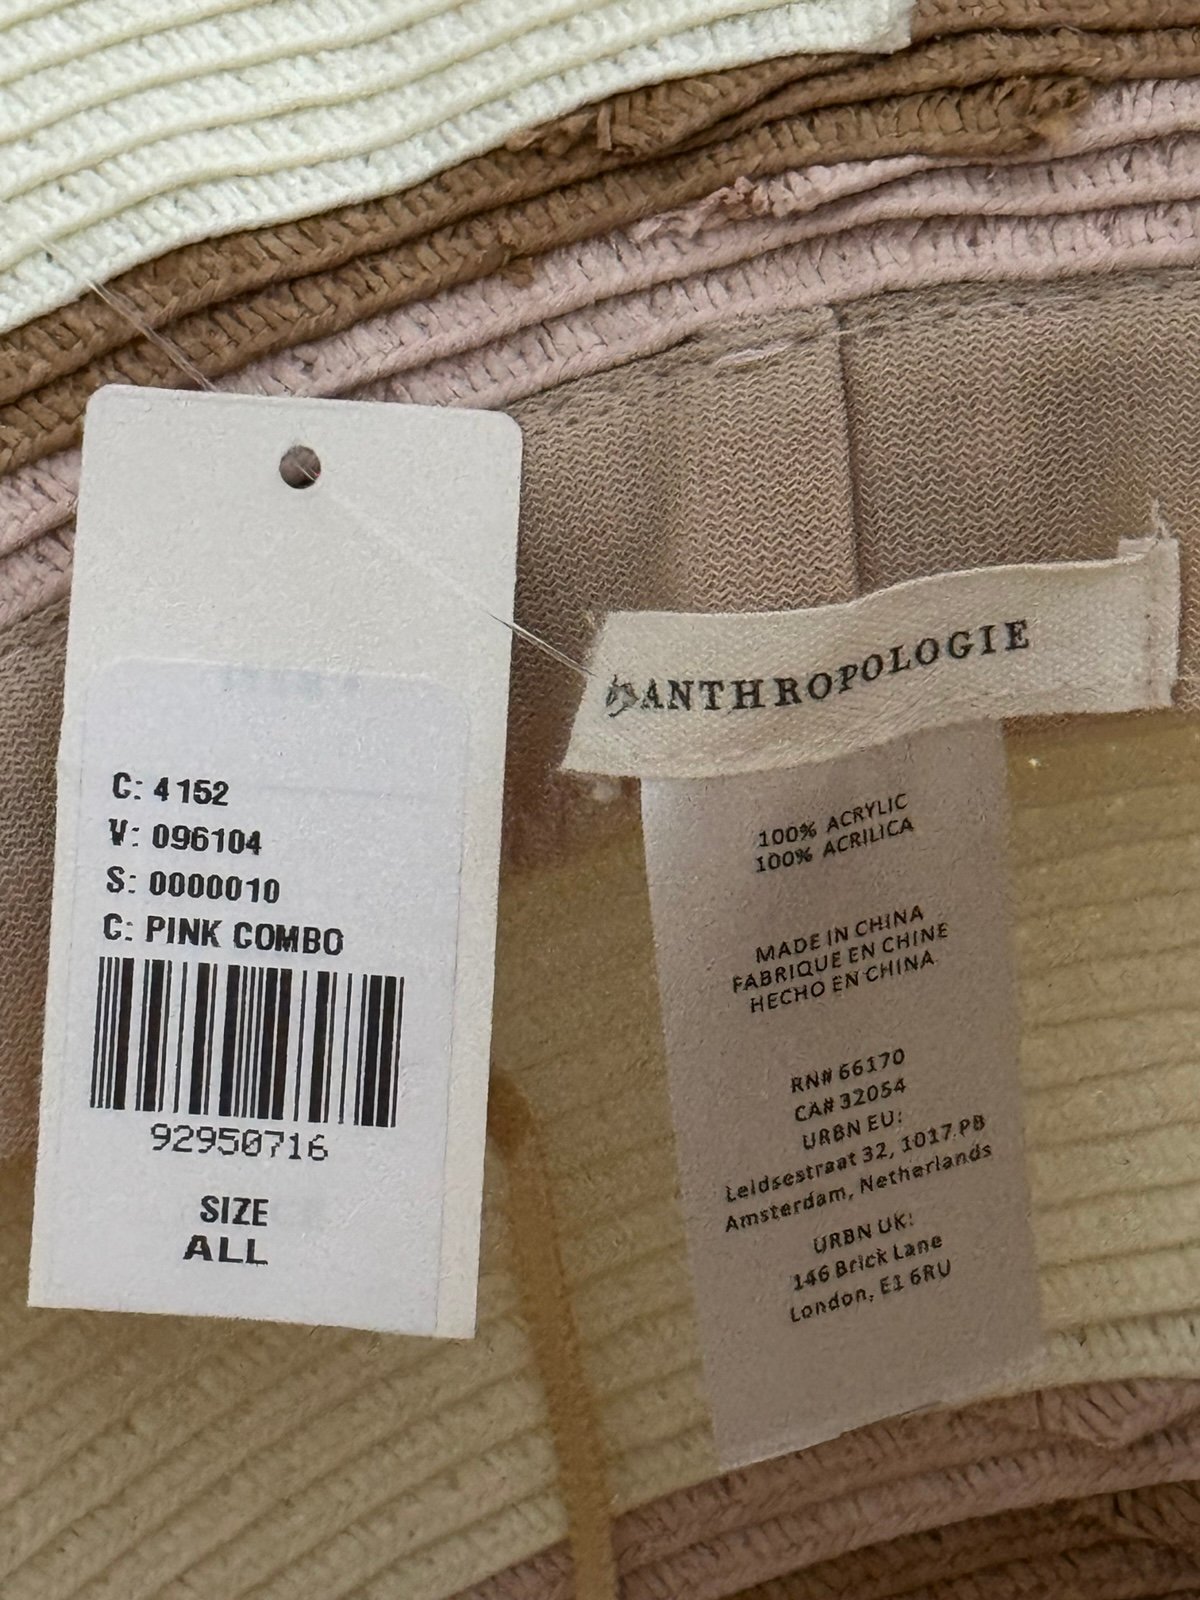 C: 4152
V: 096104
S: 0000010
C: PINK COMBO
92950716
SIZE
ALL
ANTHROPOLOGIE
100% ACRYLIC
100% ACRILICA
MADE IN CHINA
FABRIQUE EN CHINE
HECHO EN CHINA
RN# 66170
CA# 32054
URBN EU:
Leidsestraat 32, 1017 PB
Amsterdam, Netherlands
URBN UK:
146 Brick Lane
London, E1 6RU